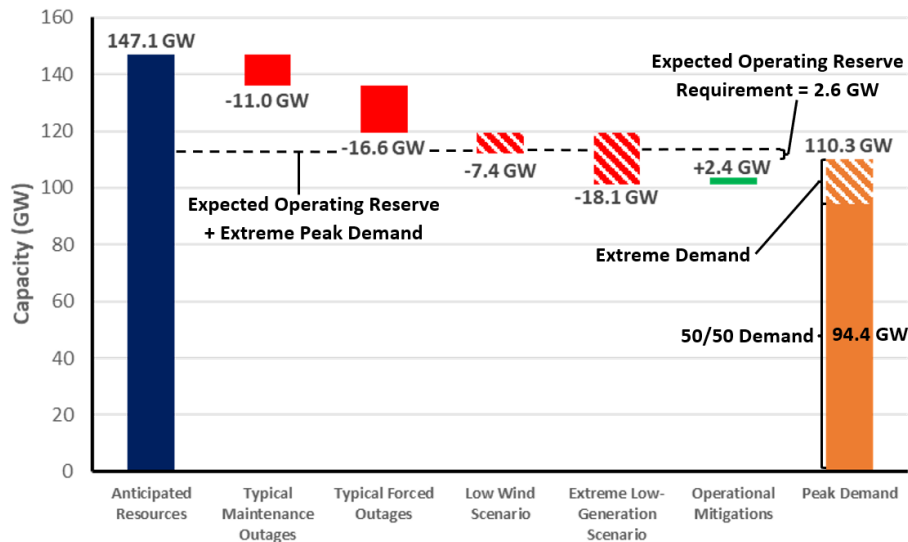 160
140
120
100
80
60
40
20
0
Capacity (GW)
147.1 GW
-11.0 GW
-16.6 GW
-7.4 GW
-18.1 GW
+2.4 GW
110.3 GW
Expected Operating Reserve
Requirement = 2.6 GW
Expected Operating Reserve
+ Extreme Peak Demand
Extreme Demand
50/50 Demand
94.4 GW
Anticipated
Resources
Typical
Maintenance
Outages
Typical Forced
Outages
Low Wind
Scenario
Extreme Low-
Generation
Scenario
Operational
Mitigations
Peak Demand